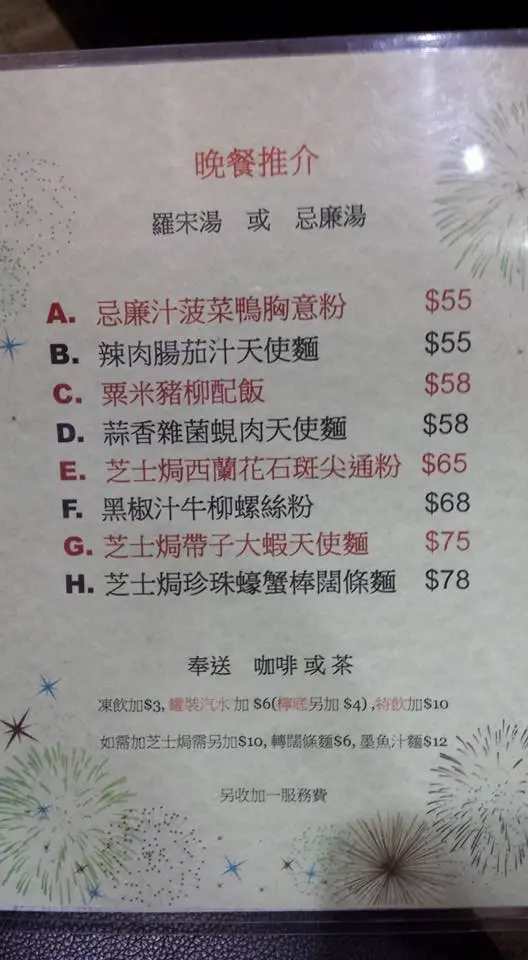 晚餐推介
羅宋湯 或 忌廉湯
A. 忌廉汁菠菜鴨胸意粉 $55
B. 辣肉腸茄汁天使麵 $55
C. 粟米豬柳配飯 $58
D. 蒜香雜菌蜆肉天使麵 $58
E. 芝士焗西蘭花石斑尖通粉 $65
F. 黑椒汁牛柳螺絲粉 $68
G. 芝士焗帶子大蝦天使麵 $75
H. 芝士焗珍珠蠔蟹棒闊條麵 $78
奉送 咖啡 或 茶
凍飲加$3, 罐裝汽水 加 $6(檸底另加 $4) ,特飲加$10
如需加芝士焗需另加$10, 轉闊條麵$6, 墨魚汁麵$12
另收加一服務費